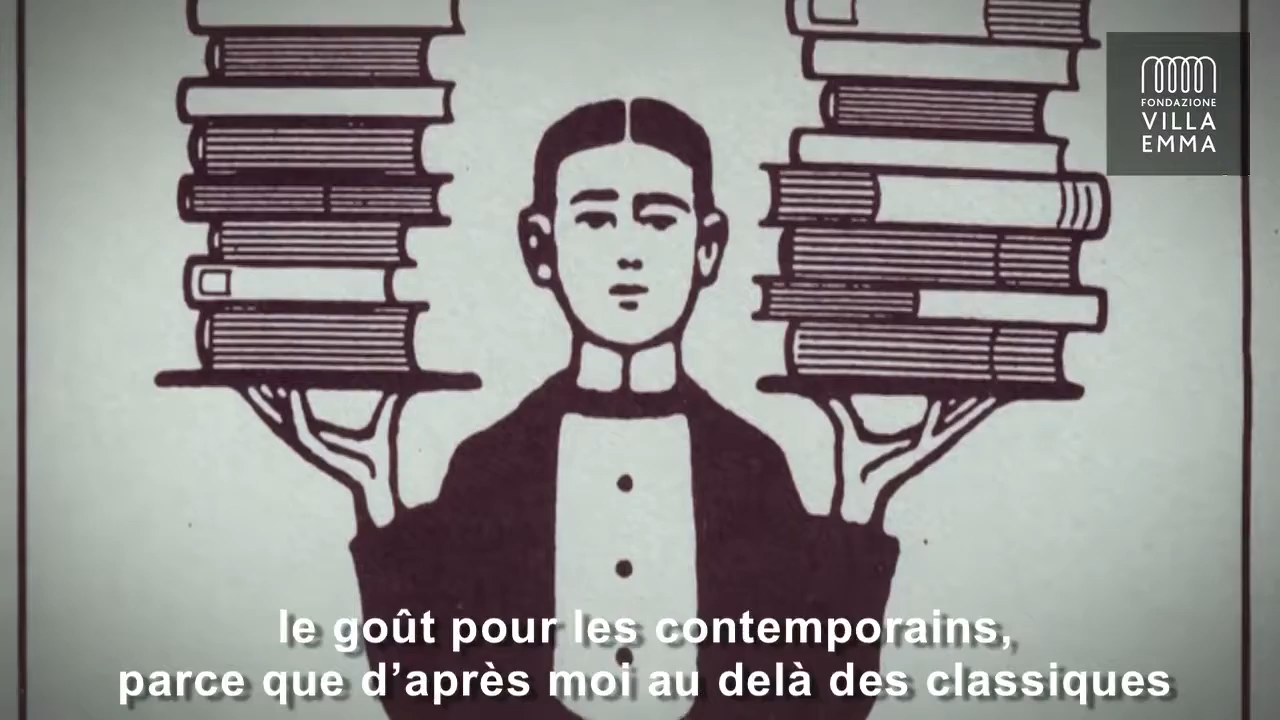 FONDAZIONE
VILLA
EMMA
le goût pour les contemporains,
parce que d’après moi au delà des classiques